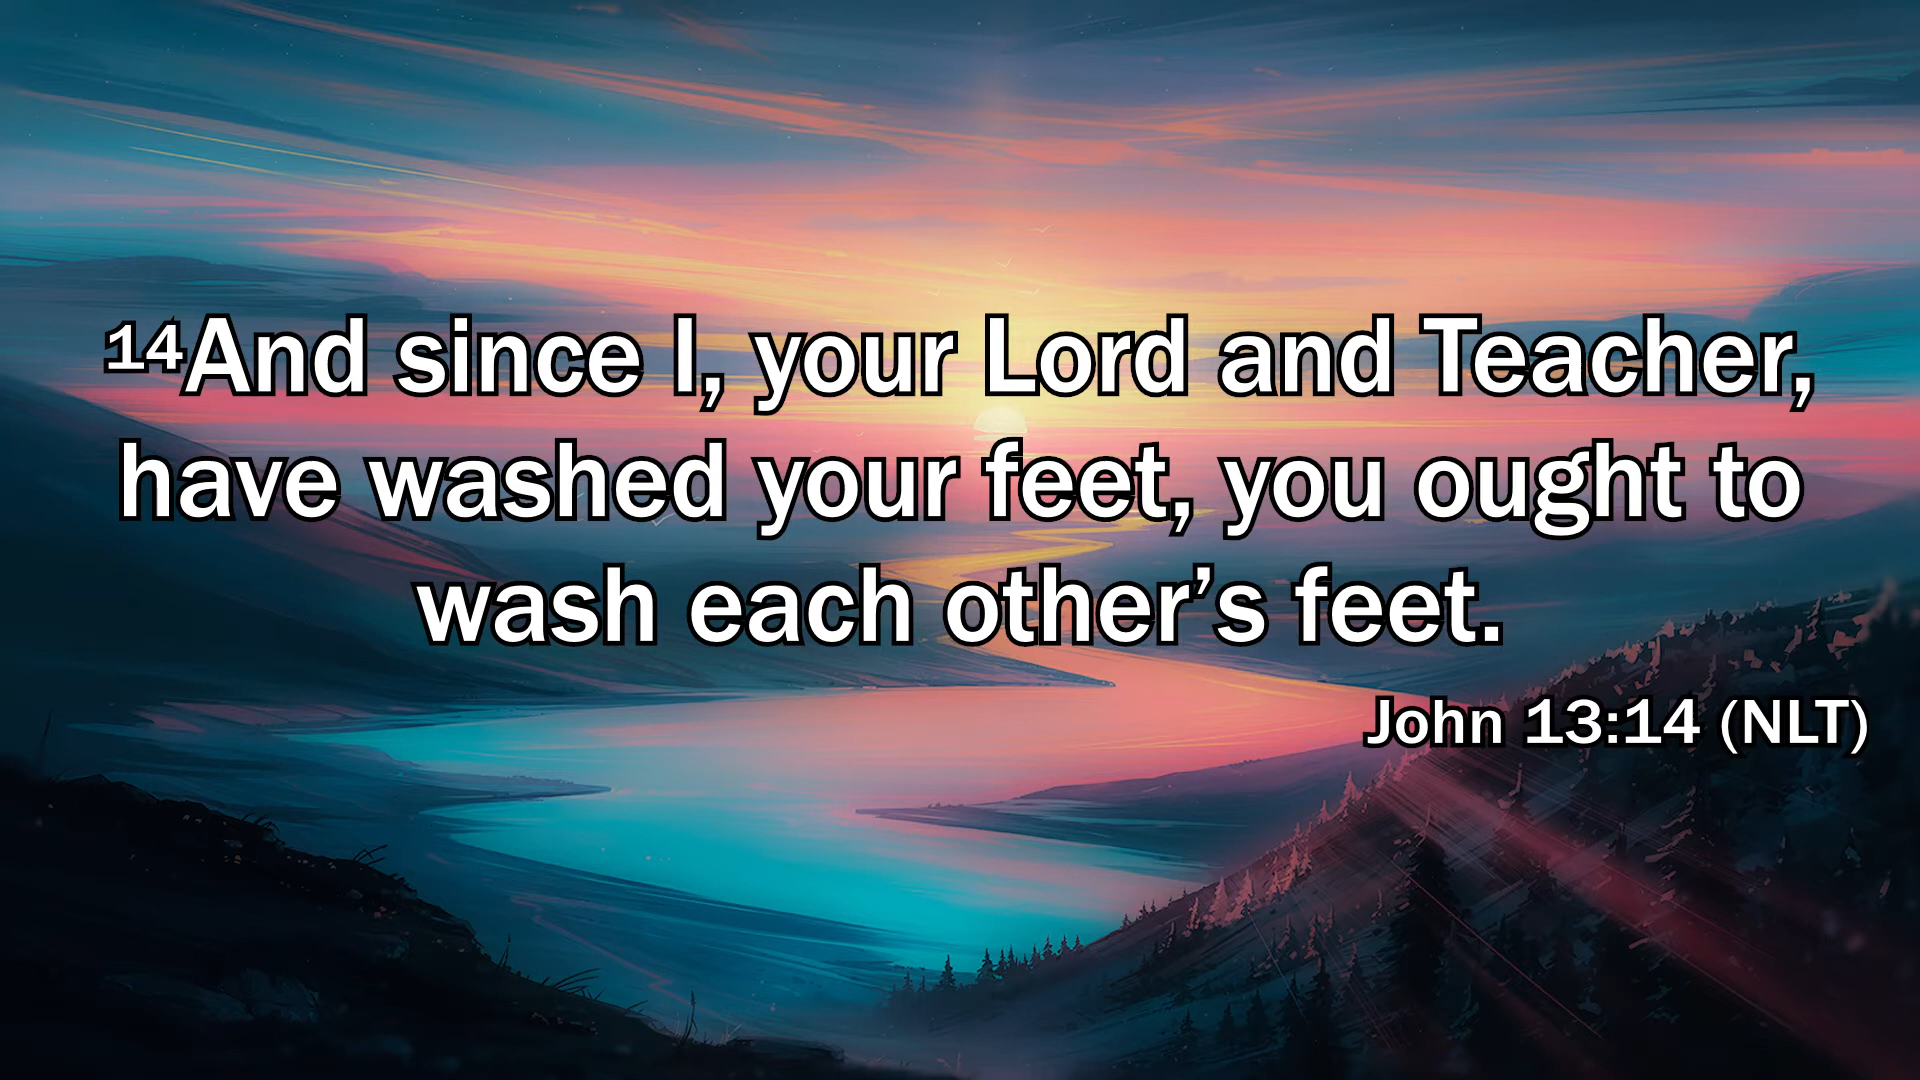 ¹⁴And since I, your Lord and Teacher,
have washed your feet, you ought to
wash each other’s feet.
John 13:14 (NLT)